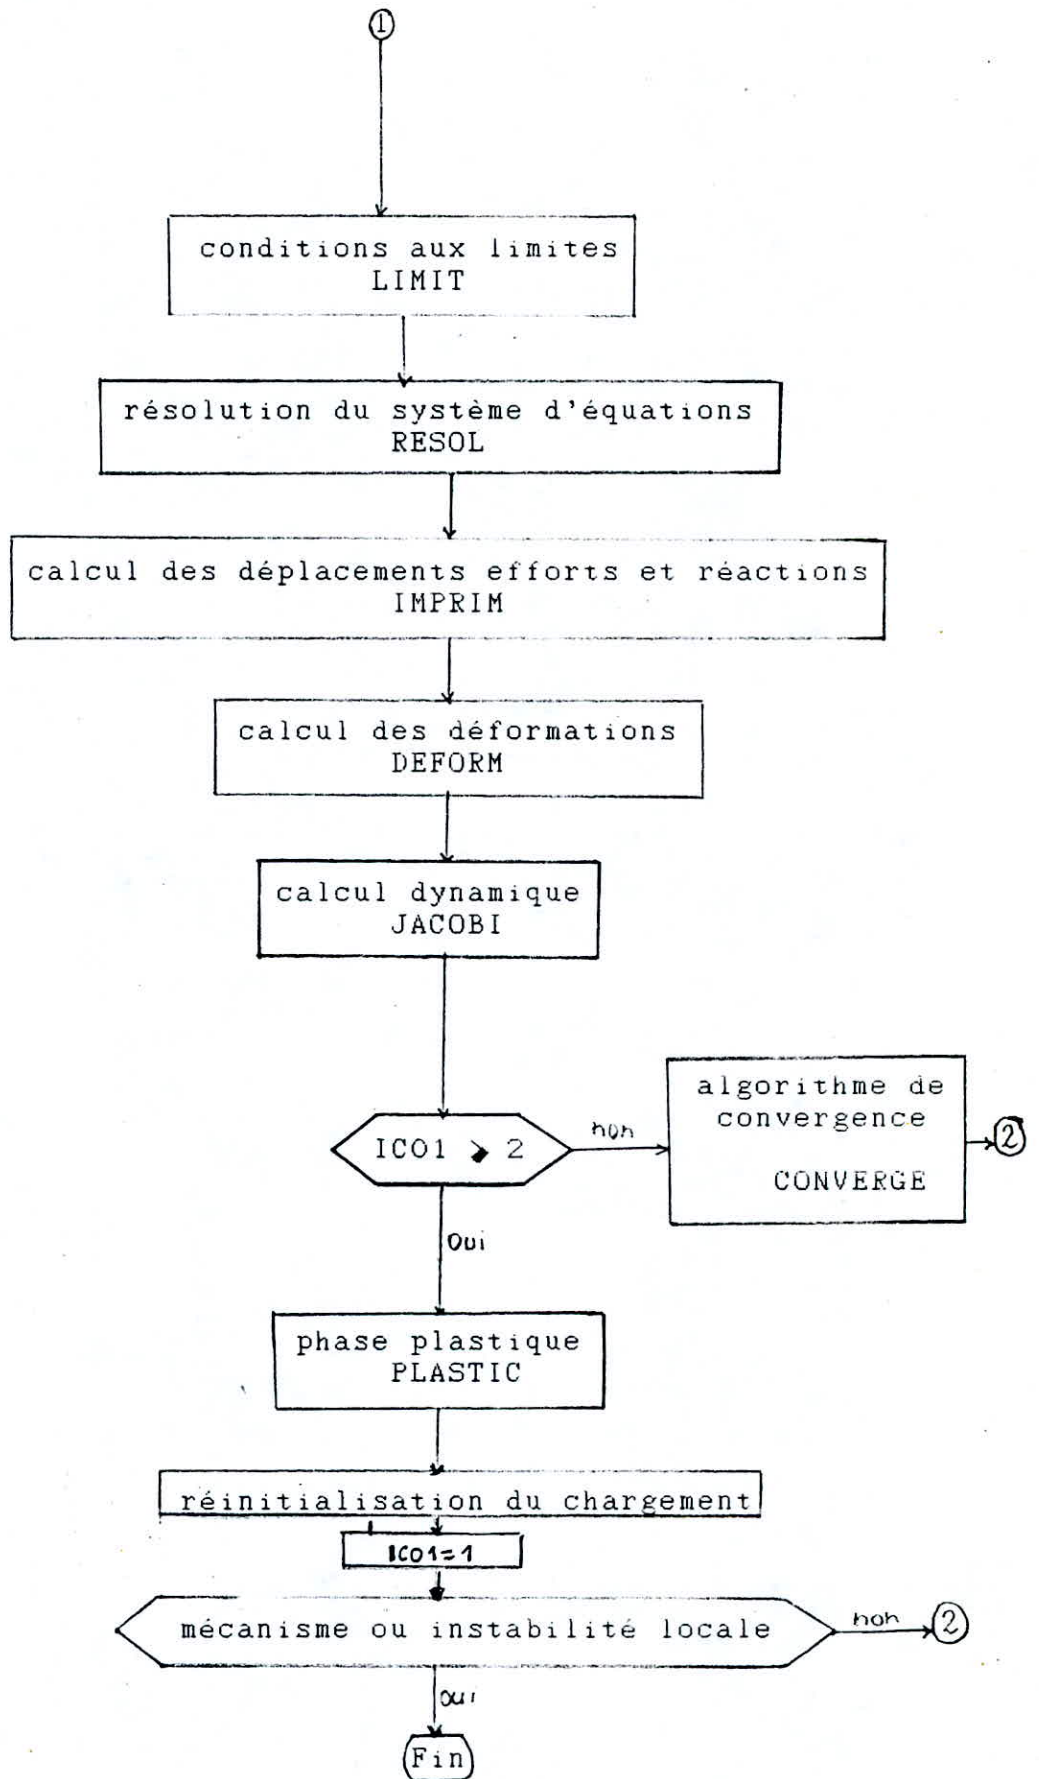 1
conditions aux limites
LIMIT
résolution du système d'équations
RESOL
calcul des déplacements efforts et réactions
IMPRIM
calcul des déformations
DEFORM
calcul dynamique
JACOBI
ICO1 > 2
non
algorithme de
convergence
CONVERGE
2
Oui
phase plastique
PLASTIC
réinitialisation du chargement
ICO1=1
mécanisme ou instabilité locale
non
2
oui
Fin